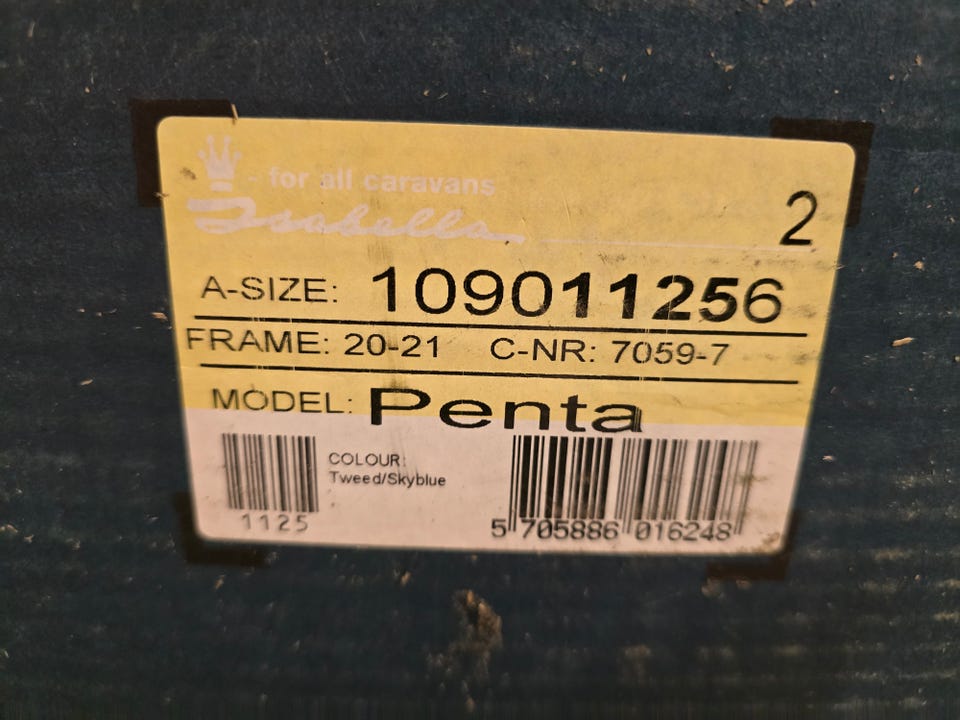 - for all caravans
Isabella
2
A-SIZE: 109011256
FRAME: 20-21 C-NR: 7059-7
MODEL: Penta
COLOUR:
Tweed/Skyblue
1125
5 705886 016248